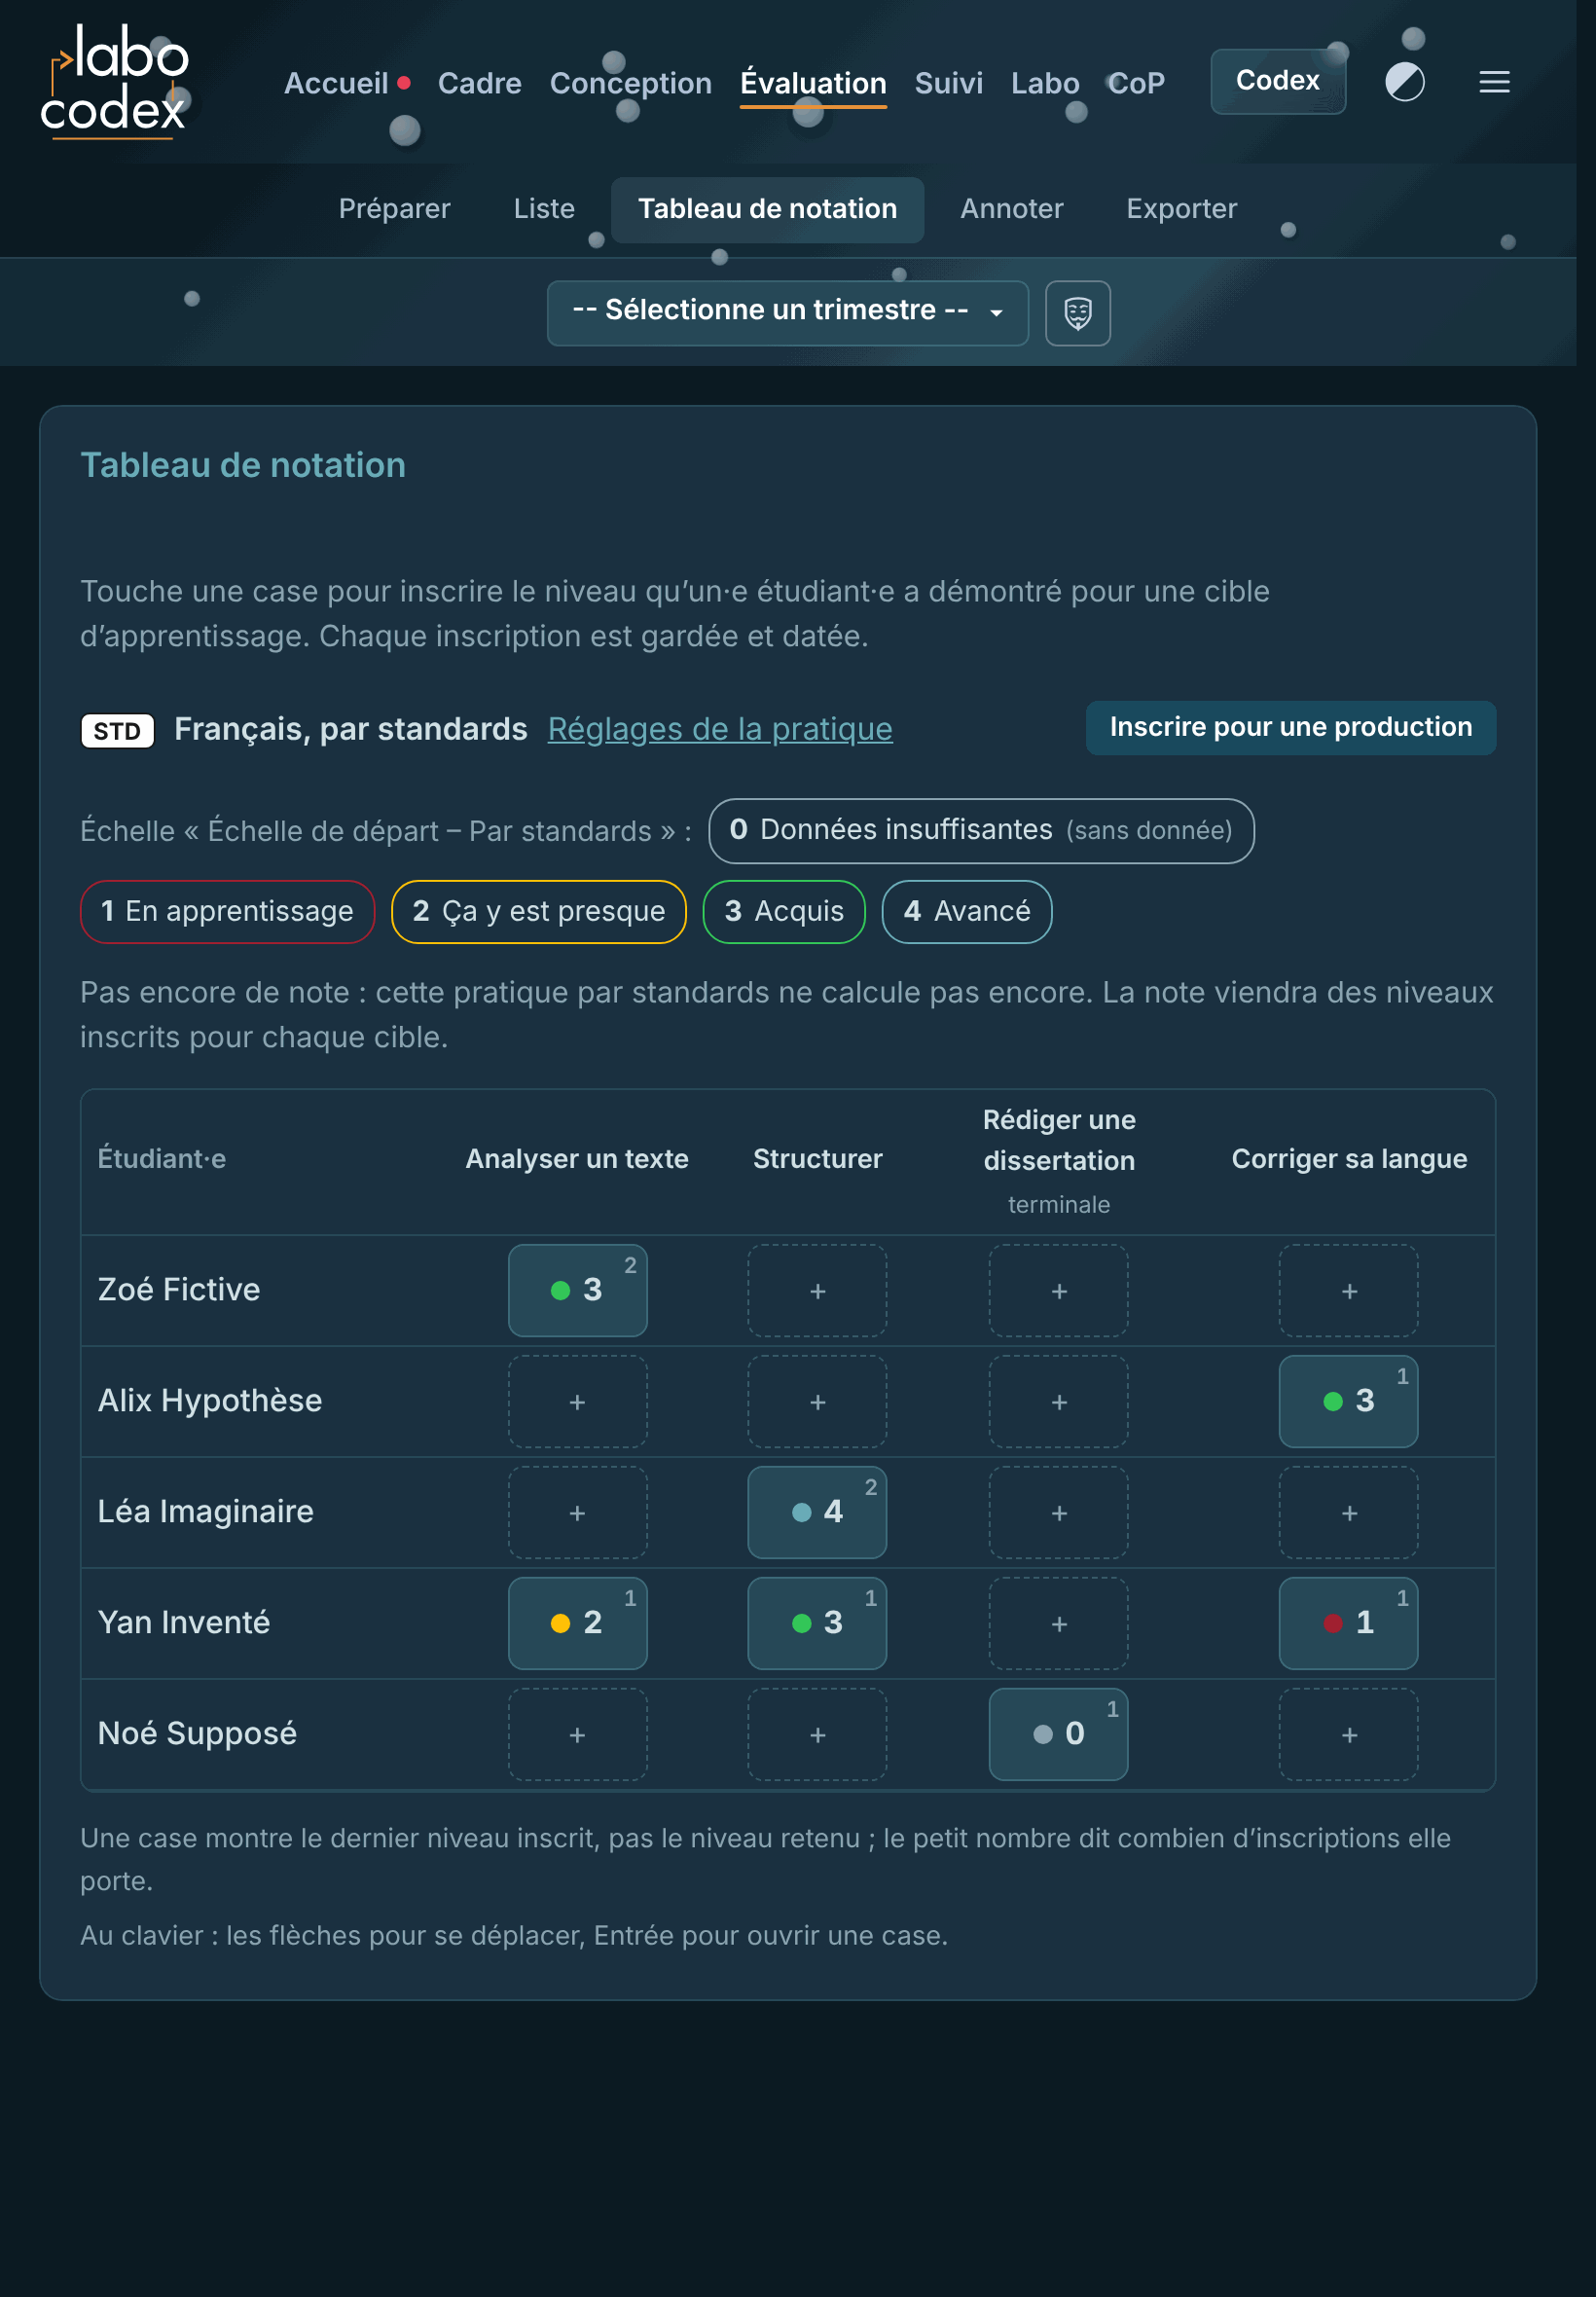 labo
codex
Accueil Cadre Conception Évaluation Suivi Labo CoP Codex
Préparer Liste Tableau de notation Annoter Exporter
-- Sélectionne un trimestre --
Tableau de notation
Touche une case pour inscrire le niveau qu’un·e étudiant·e a démontré pour une cible
d’apprentissage. Chaque inscription est gardée et datée.
STD Français, par standards Réglages de la pratique Inscrire pour une production
Échelle « Échelle de départ – Par standards » : 0 Données insuffisantes (sans donnée)
1 En apprentissage 2 Ça y est presque 3 Acquis 4 Avancé
Pas encore de note : cette pratique par standards ne calcule pas encore. La note viendra des niveaux
inscrits pour chaque cible.
Étudiant·e Analyser un texte Structurer Rédiger une dissertation terminale Corriger sa langue
Zoé Fictive 3 2 + + +
Alix Hypothèse + + + 3 1
Léa Imaginaire + 4 2 + +
Yan Inventé 2 1 3 1 + 1 1
Noé Supposé + + 0 1 +
Une case montre le dernier niveau inscrit, pas le niveau retenu ; le petit nombre dit combien d’inscriptions elle
porte.
Au clavier : les flèches pour se déplacer, Entrée pour ouvrir une case.